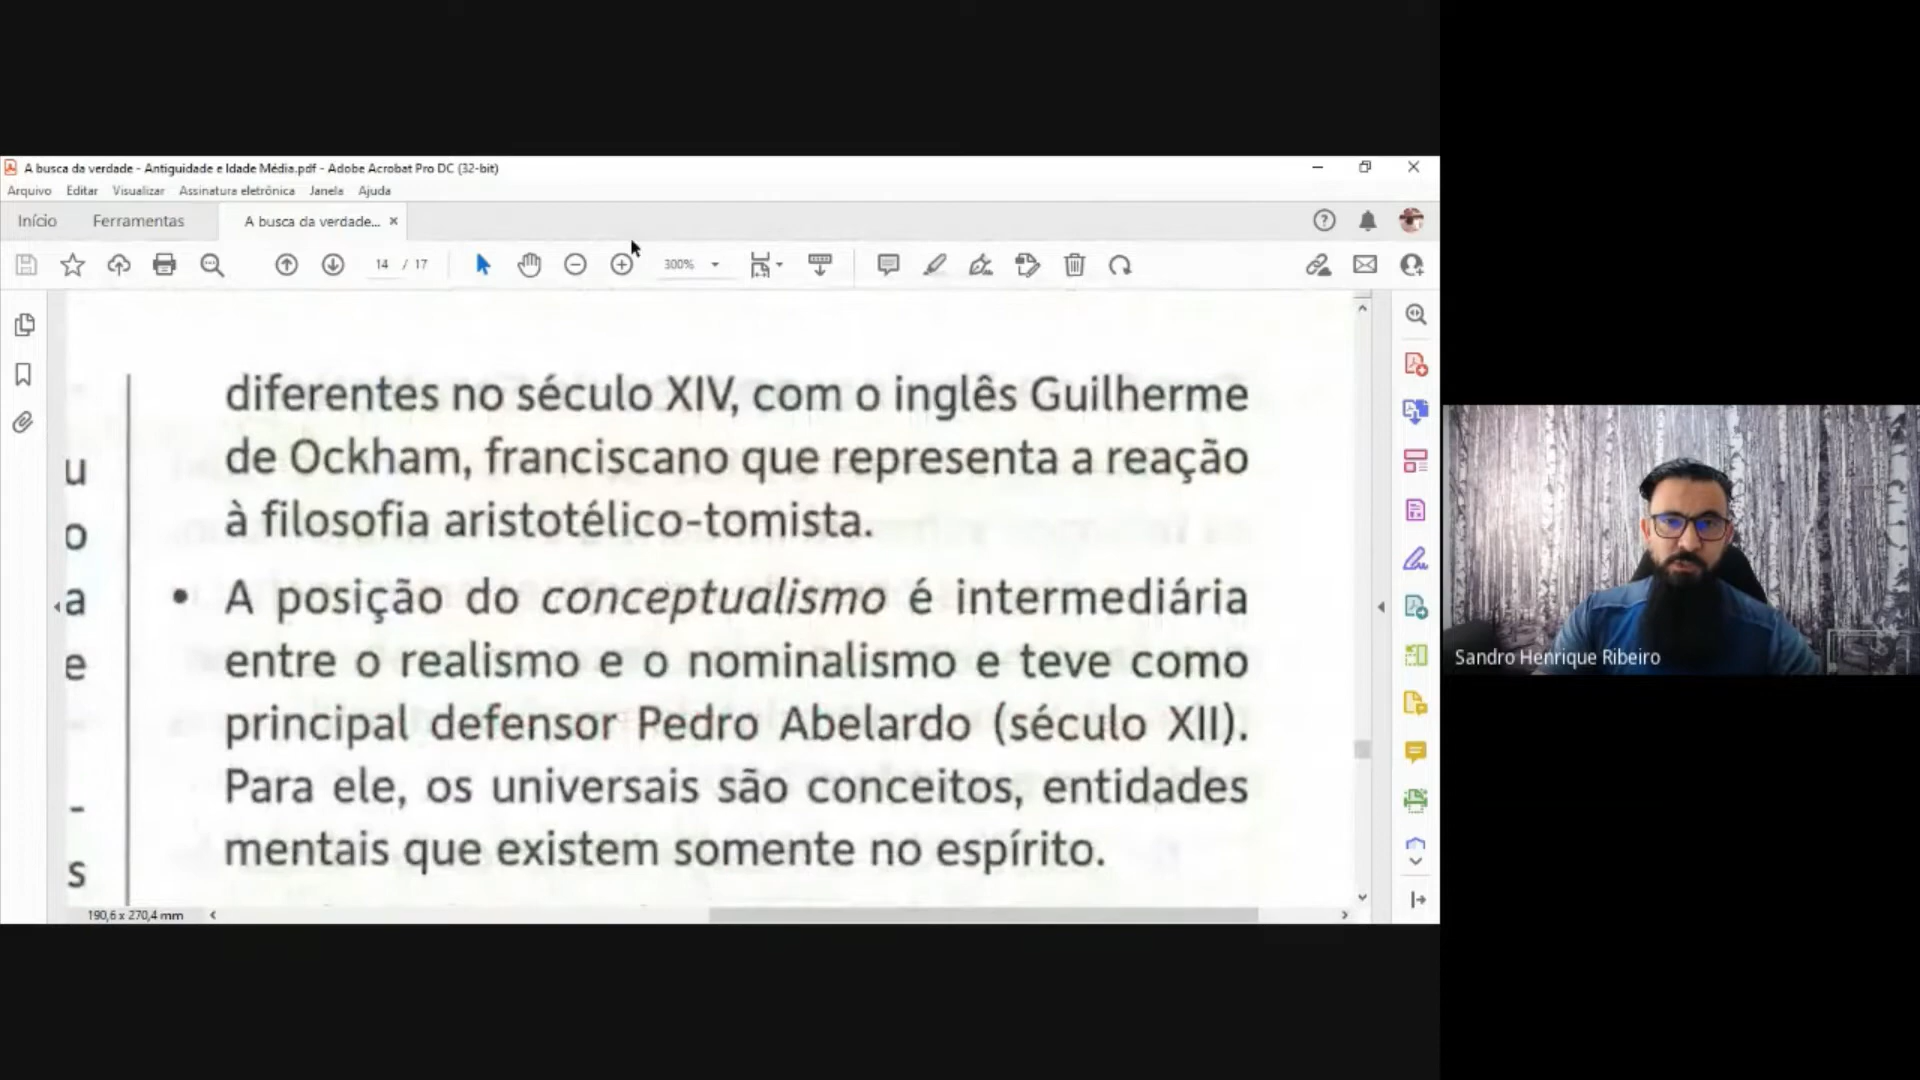 A busca da verdade - Antiguidade e Idade Média.pdf - Adobe Acrobat Pro DC (32-bit)
Arquivo Editar Visualizar Assinatura eletrônica Janela Ajuda
Início Ferramentas A busca da verdade... ×
14 / 17 300%
diferentes no século XIV, com o inglês Guilherme
de Ockham, franciscano que representa a reação
à filosofia aristotélico-tomista.
• A posição do conceptualismo é intermediária
entre o realismo e o nominalismo e teve como
principal defensor Pedro Abelardo (século XII).
Para ele, os universais são conceitos, entidades
mentais que existem somente no espírito.
u
o
a
e
-
s
190,6 x 270,4 mm
Sandro Henrique Ribeiro